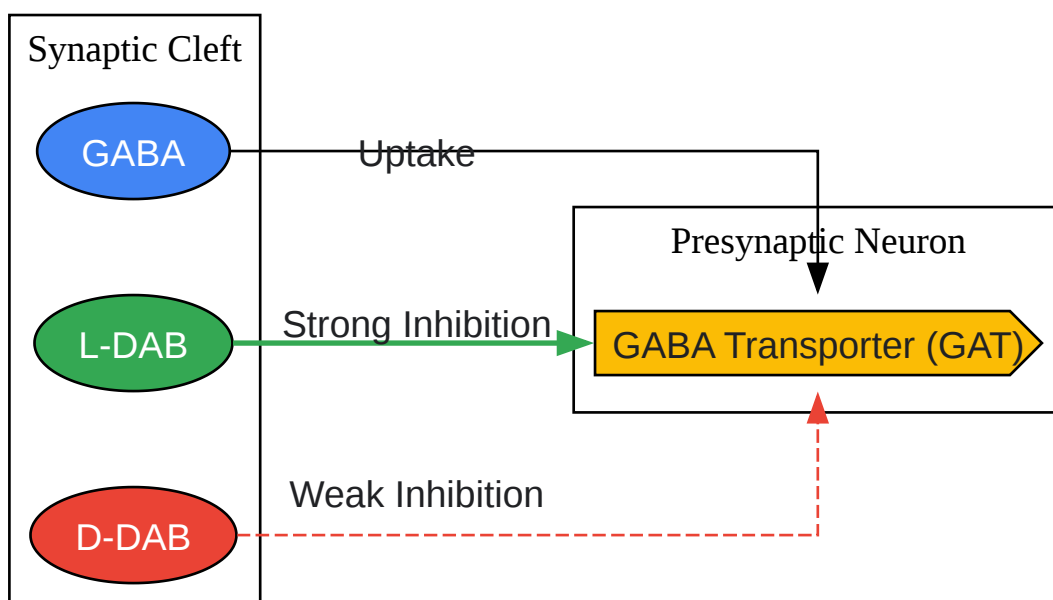 Synaptic Cleft
GABA
Uptake
Presynaptic Neuron
L-DAB
Strong Inhibition
GABA Transporter (GAT)
Weak Inhibition
D-DAB